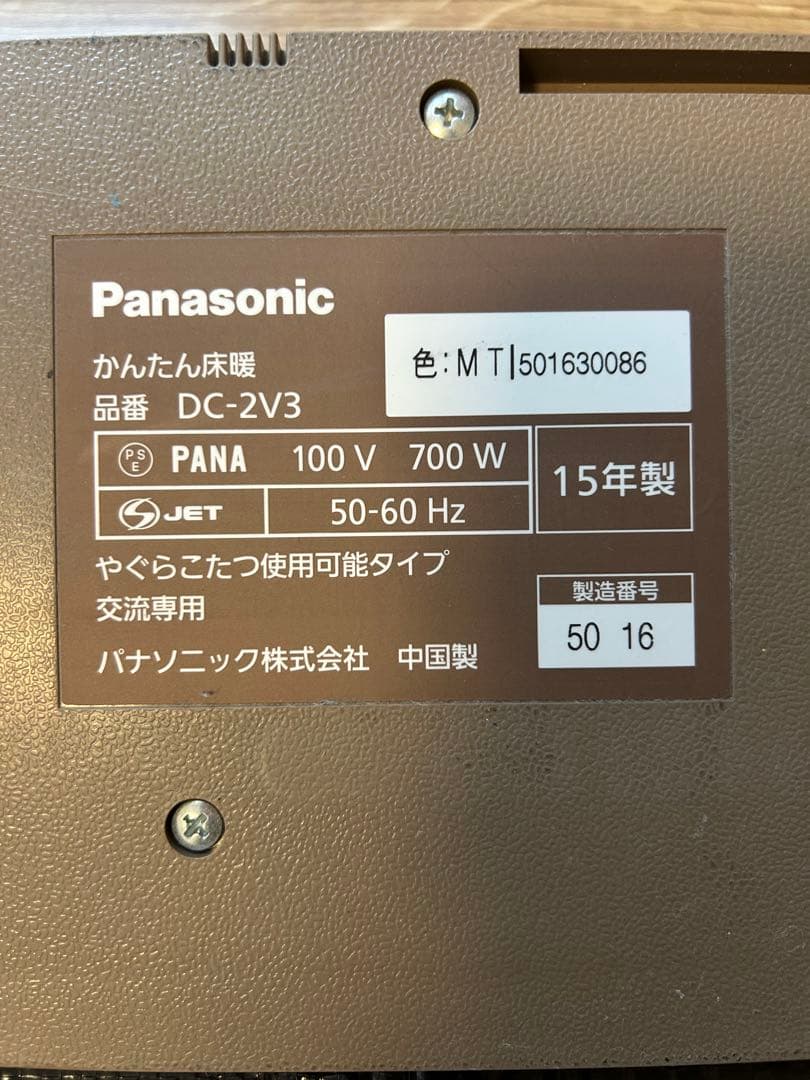 Panasonic
かんたん床暖
色:MT|501630086
品番 DC-2V3
PSE PANA 100 V 700 W
15年製
JET 50-60 Hz
やぐらこたつ使用可能タイプ
交流専用
製造番号
50 16
パナソニック株式会社 中国製